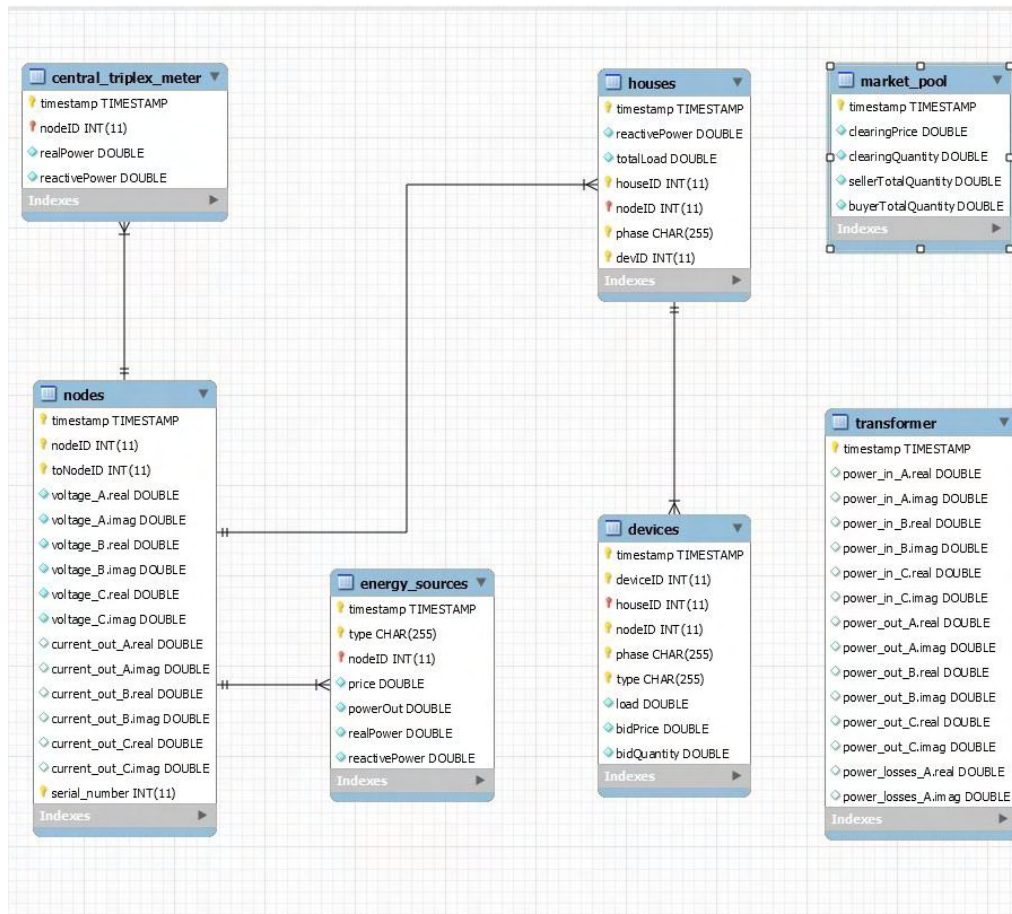 central_triplex_meter
timestamp TIMESTAMP
nodeID INT(11)
realPower DOUBLE
reactivePower DOUBLE
Indexes
houses
timestamp TIMESTAMP
reactivePower DOUBLE
totalLoad DOUBLE
houseID INT(11)
nodeID INT(11)
phase CHAR(255)
devID INT(11)
Indexes
market_pool
timestamp TIMESTAMP
clearingPrice DOUBLE
clearingQuantity DOUBLE
sellerTotalQuantity DOUBLE
buyerTotalQuantity DOUBLE
Indexes
nodes
timestamp TIMESTAMP
nodeID INT(11)
toNodeID INT(11)
voltage_A.real DOUBLE
voltage_A.imag DOUBLE
voltage_B.real DOUBLE
voltage_B.imag DOUBLE
voltage_C.real DOUBLE
voltage_C.imag DOUBLE
current_out_A.real DOUBLE
current_out_A.imag DOUBLE
current_out_B.real DOUBLE
current_out_B.imag DOUBLE
current_out_C.real DOUBLE
current_out_C.imag DOUBLE
serial_number INT(11)
Indexes
energy_sources
timestamp TIMESTAMP
type CHAR(255)
nodeID INT(11)
price DOUBLE
powerOut DOUBLE
realPower DOUBLE
reactivePower DOUBLE
Indexes
devices
timestamp TIMESTAMP
deviceID INT(11)
houseID INT(11)
nodeID INT(11)
phase CHAR(255)
type CHAR(255)
load DOUBLE
bidPrice DOUBLE
bidQuantity DOUBLE
Indexes
transformer
timestamp TIMESTAMP
power_in_A.real DOUBLE
power_in_A.imag DOUBLE
power_in_B.real DOUBLE
power_in_B.imag DOUBLE
power_in_C.real DOUBLE
power_in_C.imag DOUBLE
power_out_A.real DOUBLE
power_out_A.imag DOUBLE
power_out_B.real DOUBLE
power_out_B.imag DOUBLE
power_out_C.real DOUBLE
power_out_C.imag DOUBLE
power_losses_A.real DOUBLE
power_losses_A.imag DOUBLE
Indexes